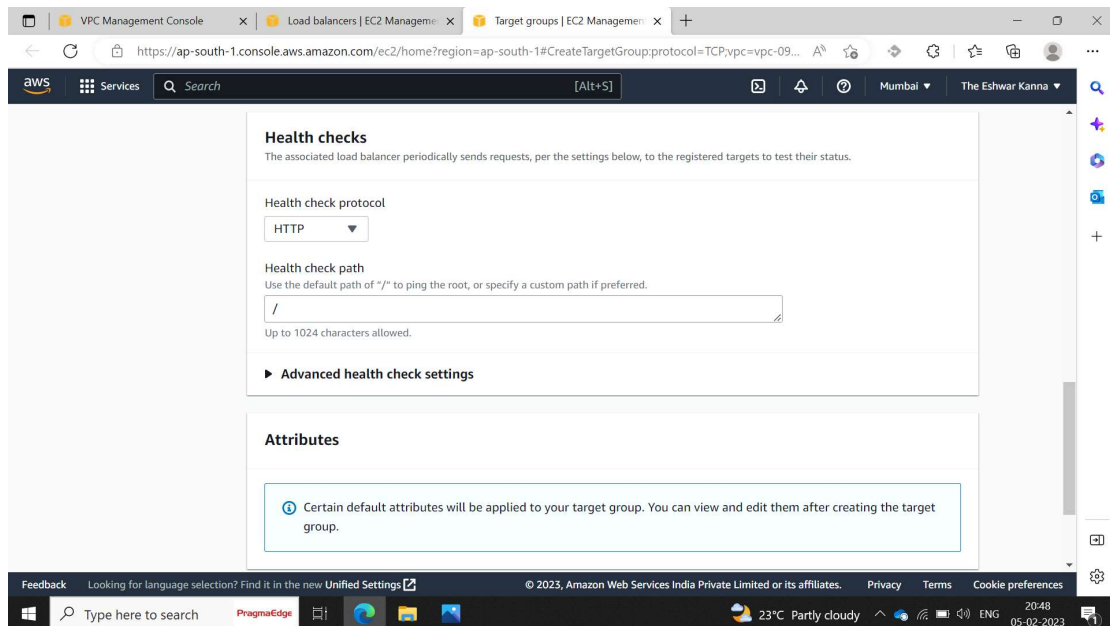 VPC Management Console
Load balancers | EC2 Manageme
Target groups | EC2 Management
https://ap-south-1.console.aws.amazon.com/ec2/home?region=ap-south-1#CreateTargetGroup:protocol=TCP;vpc=vpc-09...
aws
Services
Search
[Alt+S]
Mumbai
The Eshwar Kanna
Health checks
The associated load balancer periodically sends requests, per the settings below, to the registered targets to test their status.
Health check protocol
HTTP
Health check path
Use the default path of "/" to ping the root, or specify a custom path if preferred.
/
Up to 1024 characters allowed.
Advanced health check settings
Attributes
Certain default attributes will be applied to your target group. You can view and edit them after creating the target
group.
Feedback
Looking for language selection? Find it in the new Unified Settings
© 2023, Amazon Web Services India Private Limited or its affiliates.
Privacy
Terms
Cookie preferences
Type here to search
PragmaEdge
23°C Partly cloudy
ENG
20:48
05-02-2023
1